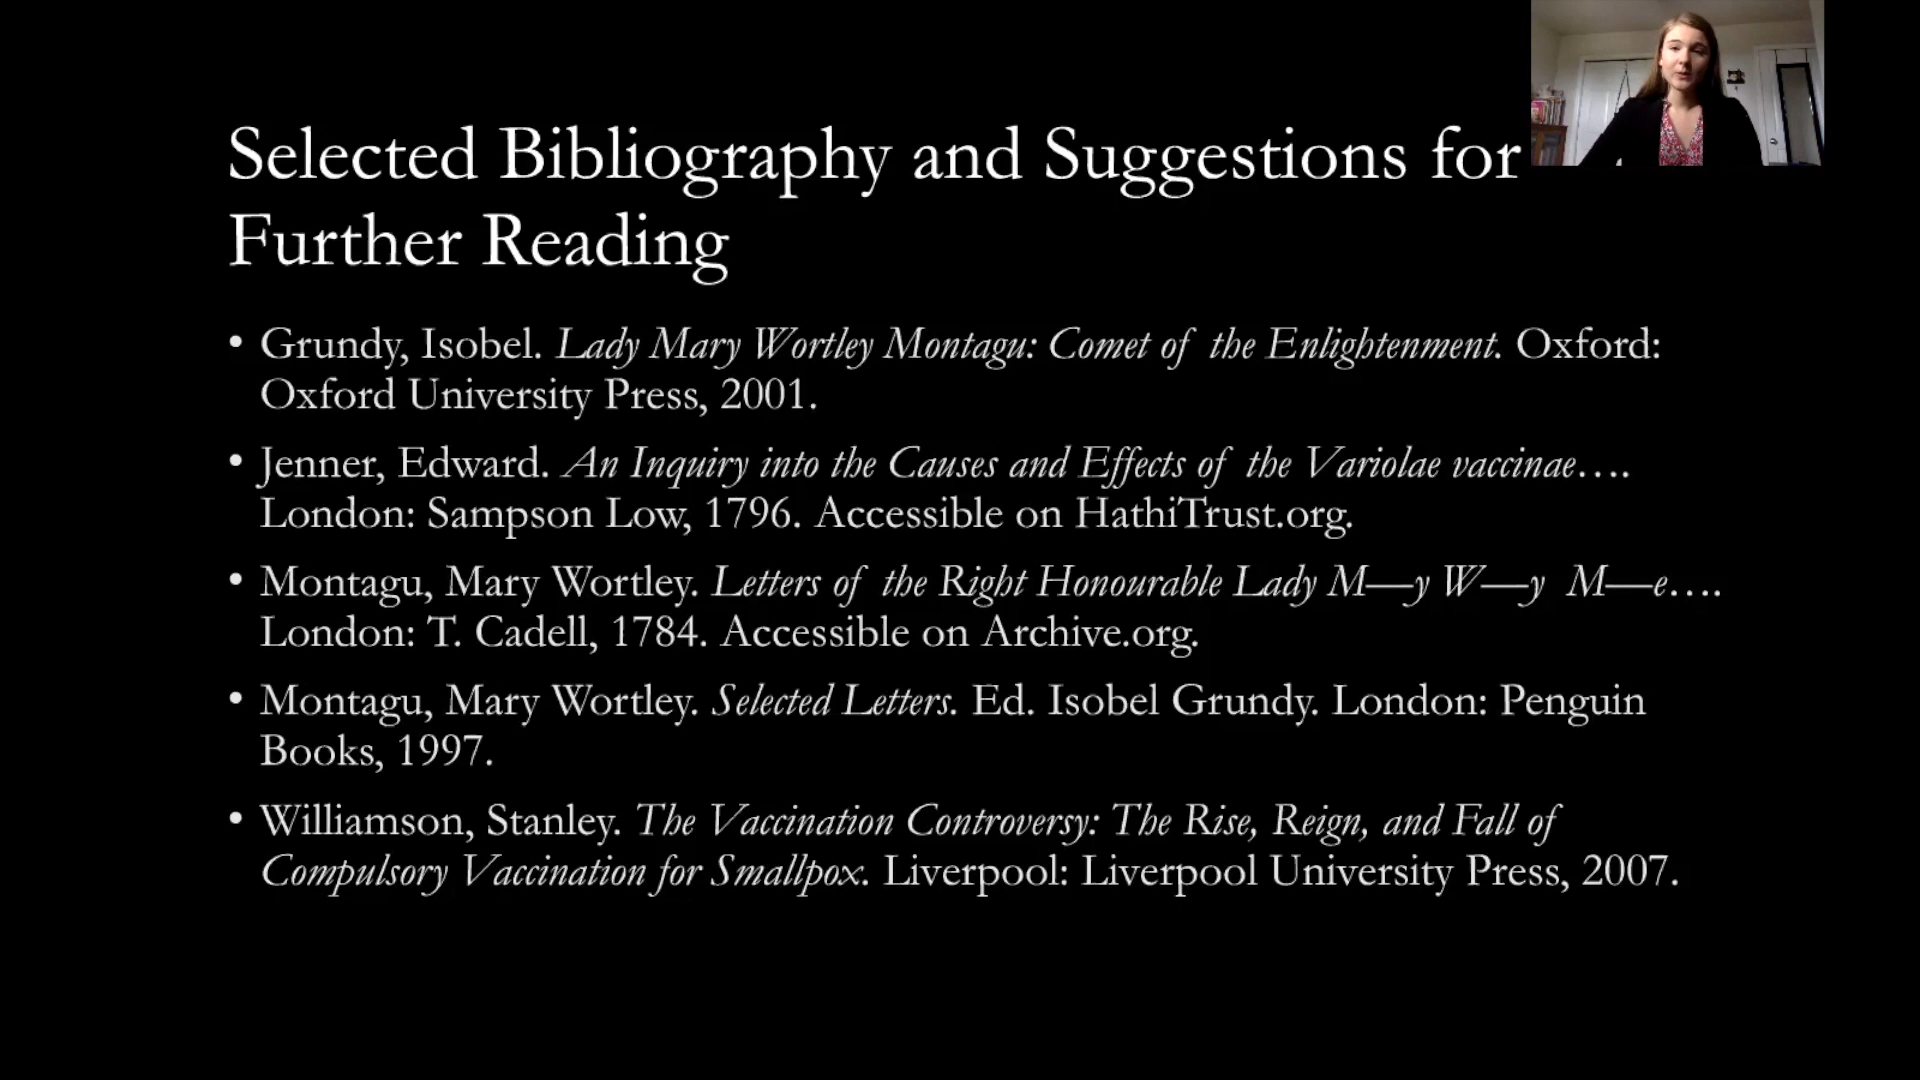 Selected Bibliography and Suggestions for
Further Reading
• Grundy, Isobel. Lady Mary Wortley Montagu: Comet of the Enlightenment. Oxford:
Oxford University Press, 2001.
• Jenner, Edward. An Inquiry into the Causes and Effects of the Variolae vaccinae….
London: Sampson Low, 1796. Accessible on HathiTrust.org.
• Montagu, Mary Wortley. Letters of the Right Honourable Lady M—y W—y M—e….
London: T. Cadell, 1784. Accessible on Archive.org.
• Montagu, Mary Wortley. Selected Letters. Ed. Isobel Grundy. London: Penguin
Books, 1997.
• Williamson, Stanley. The Vaccination Controversy: The Rise, Reign, and Fall of
Compulsory Vaccination for Smallpox. Liverpool: Liverpool University Press, 2007.